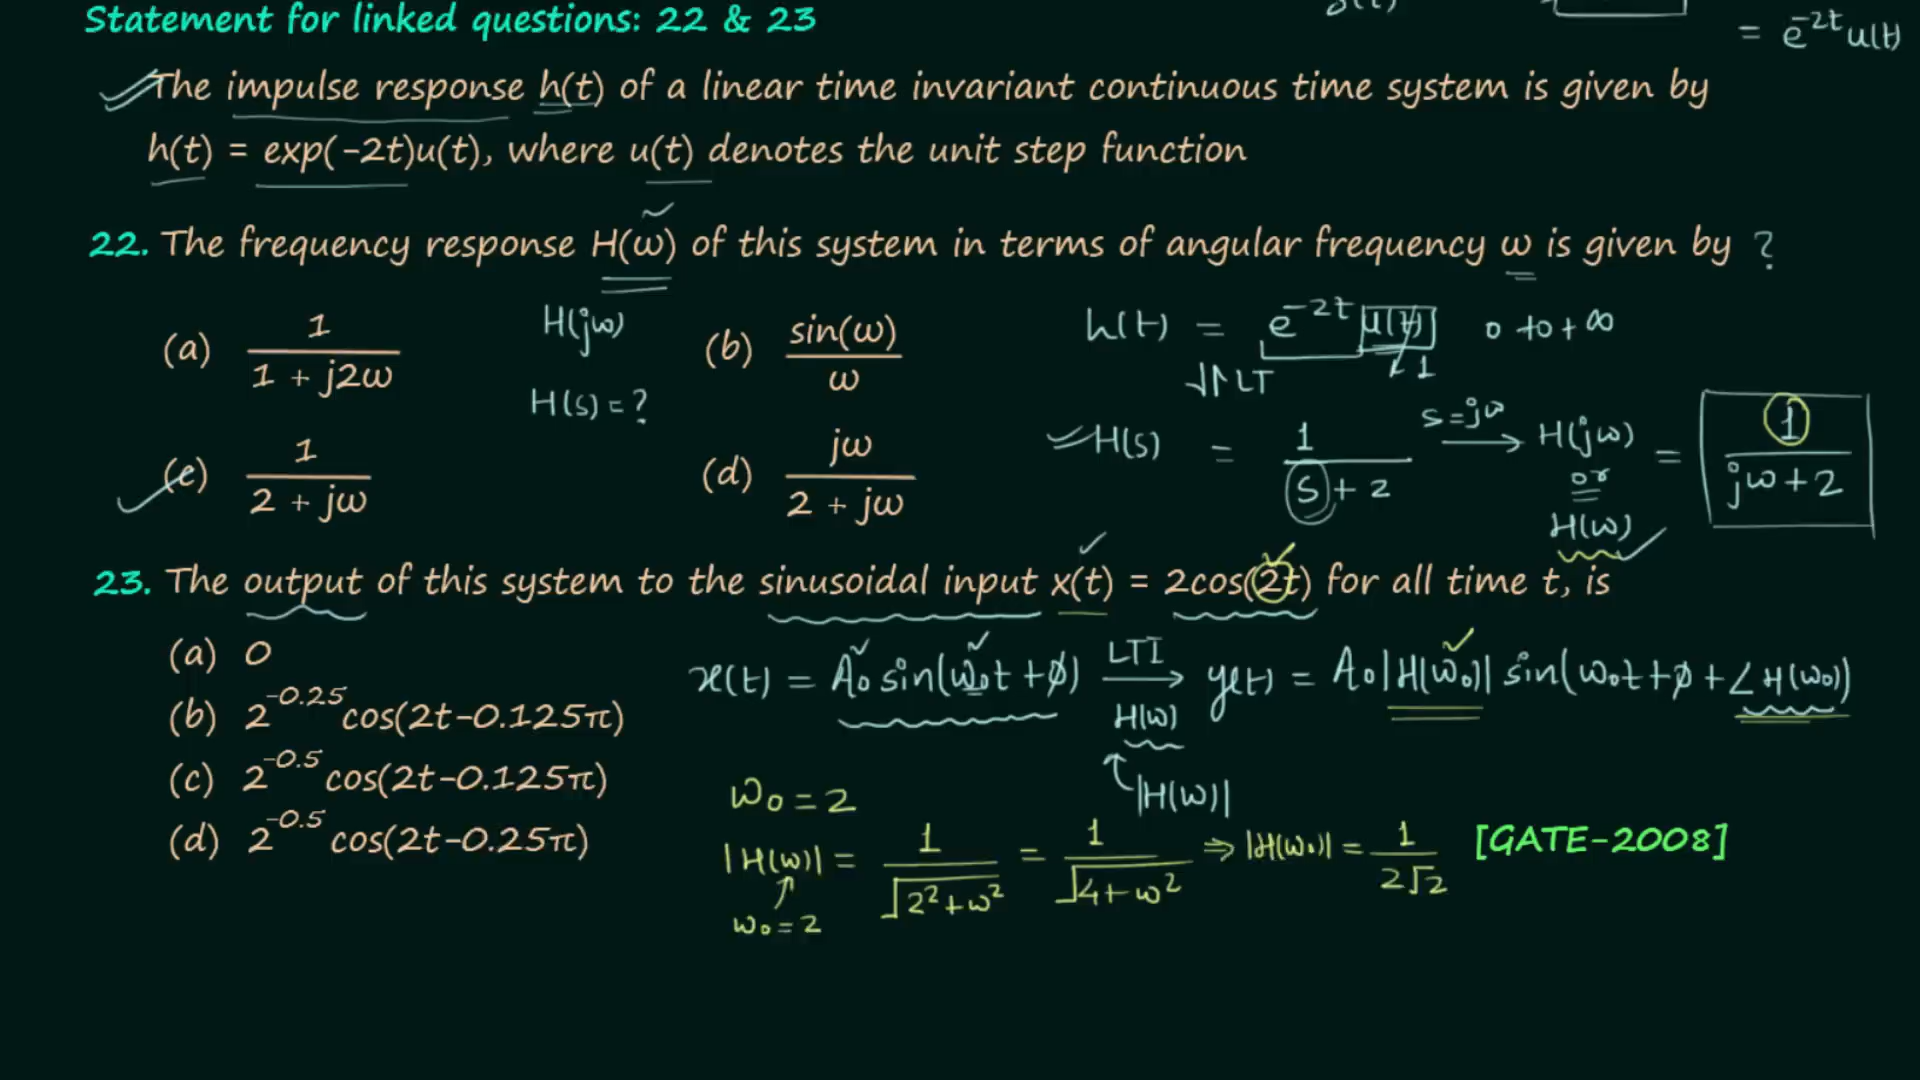 Statement for linked questions: 22 & 23
= e^{-2t} u(t)
The impulse response h(t) of a linear time invariant continuous time system is given by
h(t) = exp(-2t)u(t), where u(t) denotes the unit step function
22. The frequency response H(ω) of this system in terms of angular frequency ω is given by ?
(a) 1 / (1 + j2ω)
H(jω)
(b) sin(ω) / ω
h(t) = e^{-2t} u(t) 0 to + ∞
LT
1
H(s) = ?
(c) 1 / (2 + jω)
(d) jω / (2 + jω)
H(s) = 1 / (s + 2) s = jω → H(jω) or H(ω) = 1 / (jω + 2)
23. The output of this system to the sinusoidal input x(t) = 2cos(2t) for all time t, is
(a) 0
x(t) = A₀ sin(ω₀t + φ) LTI → H(ω) y(t) = A₀ |H(ω₀)| sin(ω₀t + φ + ∠H(ω₀))
(b) 2^{-0.25} cos(2t-0.125π)
|H(ω)|
(c) 2^{-0.5} cos(2t-0.125π)
ω₀ = 2
(d) 2^{-0.5} cos(2t-0.25π)
|H(ω)| = 1 / √(2² + ω²) = 1 / √(4 + ω²) ⇒ |H(ω₀)| = 1 / 2√2
[GATE-2008]
ω₀ = 2